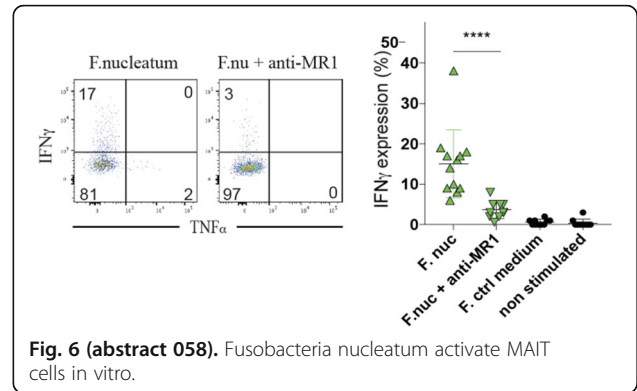 F.nucleatum
F.nu + anti-MR1
17
0
3
81
2
97
0
IFNγ
TNFα
IFNγ expression (%)
50
40
30
20
10
0
****
F. nuc
F.nuc + anti-MR1
F. ctrl medium
non stimulated
Fig. 6 (abstract 058). Fusobacteria nucleatum activate MAIT
cells in vitro.